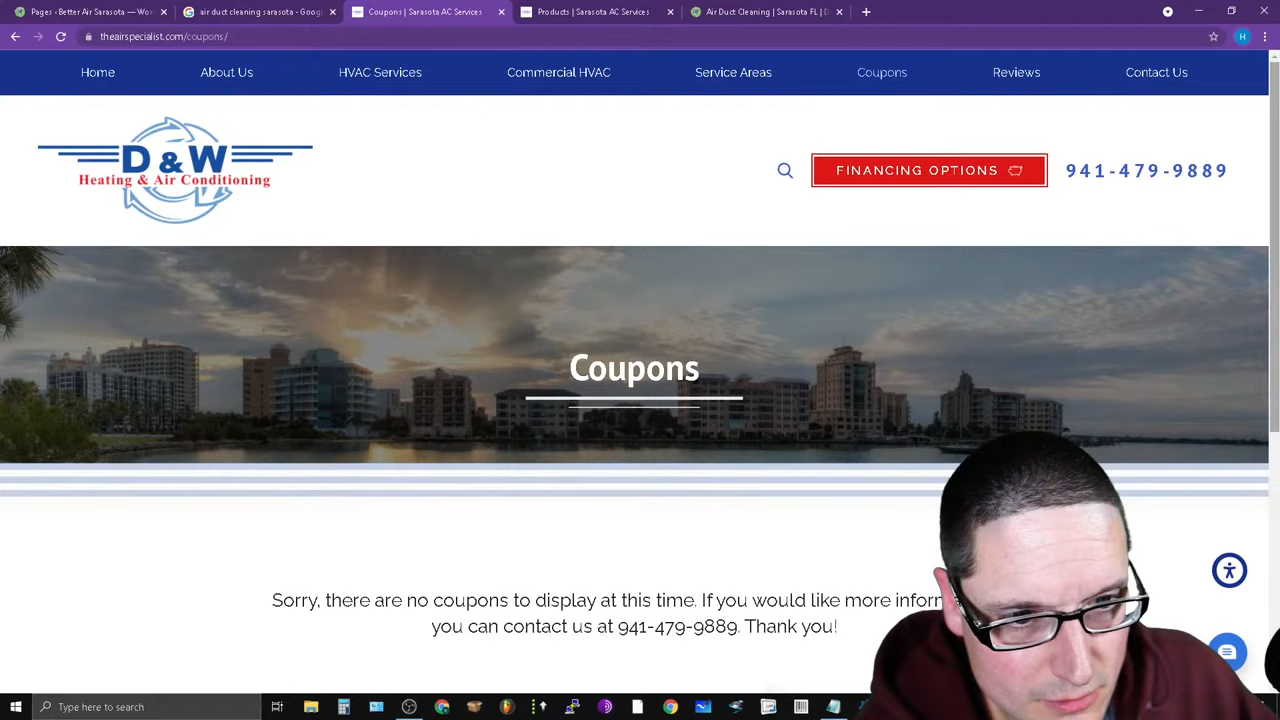 Pages ‹ Better Air Sarasota — Wo
air duct cleaning sarasota - Goog
Coupons | Sarasota AC Services
Products | Sarasota AC Services
Air Duct Cleaning | Sarasota FL | D
theairspecialist.com/coupons/
H
Home
About Us
HVAC Services
Commercial HVAC
Service Areas
Coupons
Reviews
Contact Us
D & W
Heating & Air Conditioning
FINANCING OPTIONS
941-479-9889
Coupons
Sorry, there are no coupons to display at this time. If you would like more inform
you can contact us at 941-479-9889. Thank you!
Type here to search